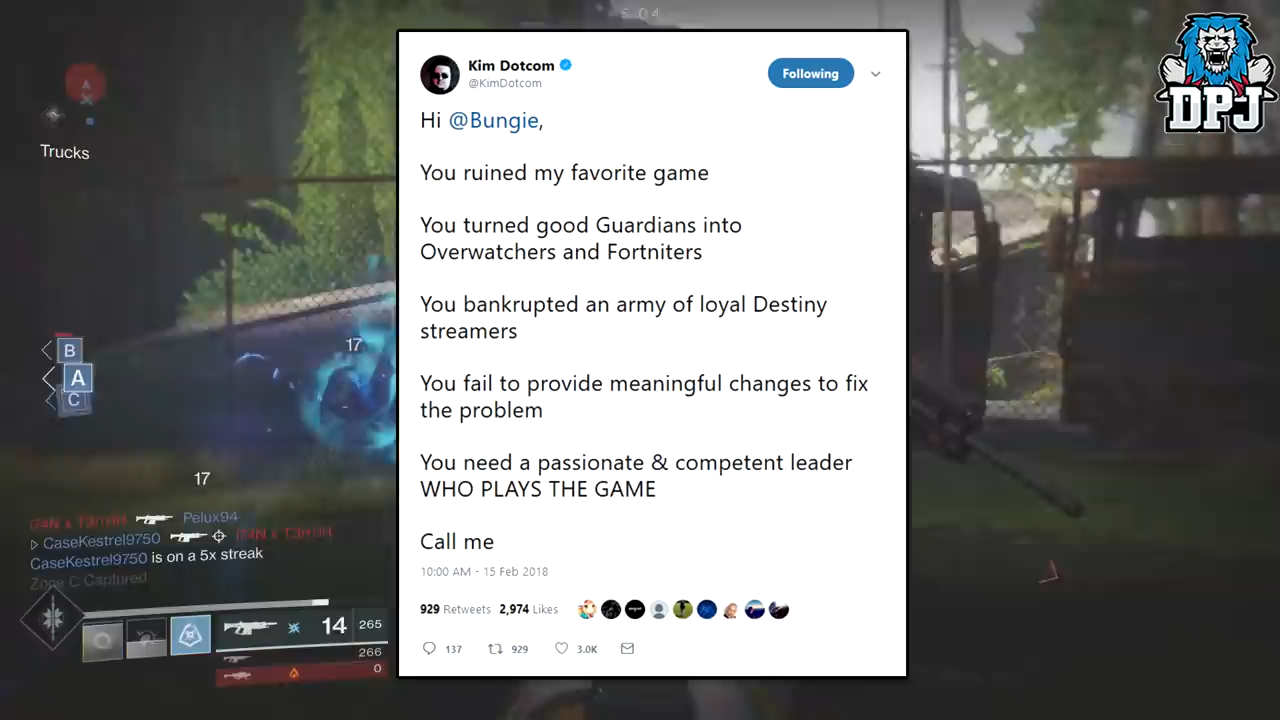 5:04
DPJ
A
Trucks
B
A
C
17
17
Pelux94
CaseKestrel9750
CaseKestrel9750 is on a 5x streak
Zone C Captured
14
265
266
0
Kim Dotcom
@KimDotcom
Following
Hi @Bungie,
You ruined my favorite game
You turned good Guardians into
Overwatchers and Fortniters
You bankrupted an army of loyal Destiny
streamers
You fail to provide meaningful changes to fix
the problem
You need a passionate & competent leader
WHO PLAYS THE GAME
Call me
10:00 AM - 15 Feb 2018
929 Retweets 2,974 Likes
137 929 3.0K